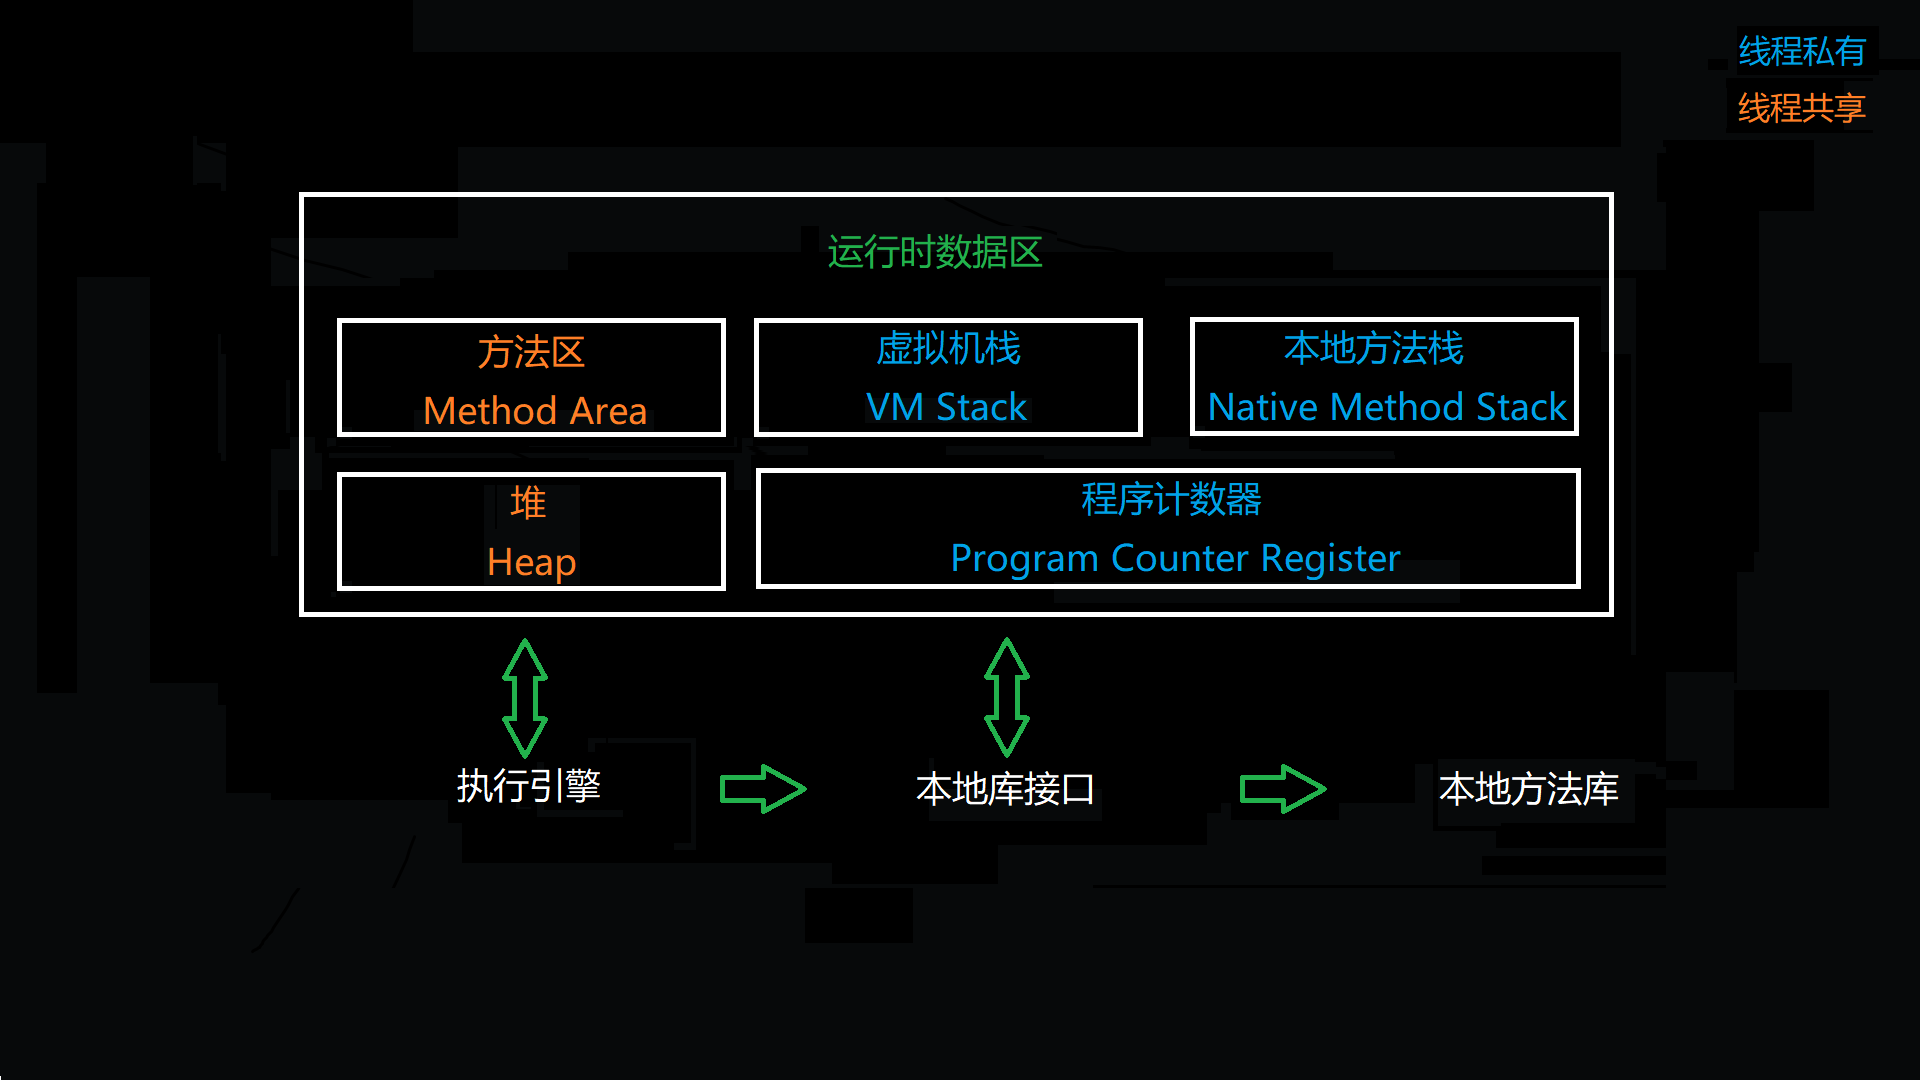 线程私有
线程共享
运行时数据区
方法区
Method Area
虚拟机栈
VM Stack
本地方法栈
Native Method Stack
堆
Heap
程序计数器
Program Counter Register
执行引擎
本地库接口
本地方法库